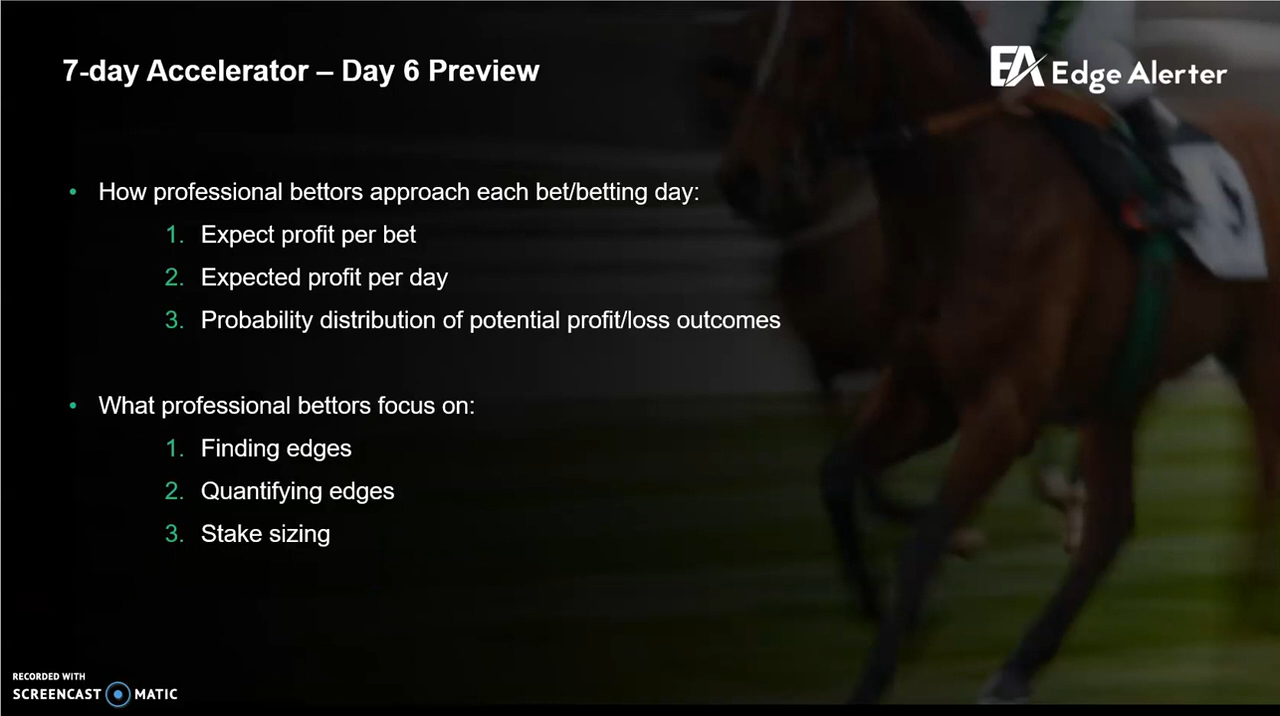 7-day Accelerator – Day 6 Preview
EA Edge Alerter
• How professional bettors approach each bet/betting day:
1. Expect profit per bet
2. Expected profit per day
3. Probability distribution of potential profit/loss outcomes
• What professional bettors focus on:
1. Finding edges
2. Quantifying edges
3. Stake sizing
RECORDED WITH
SCREENCAST MATIC